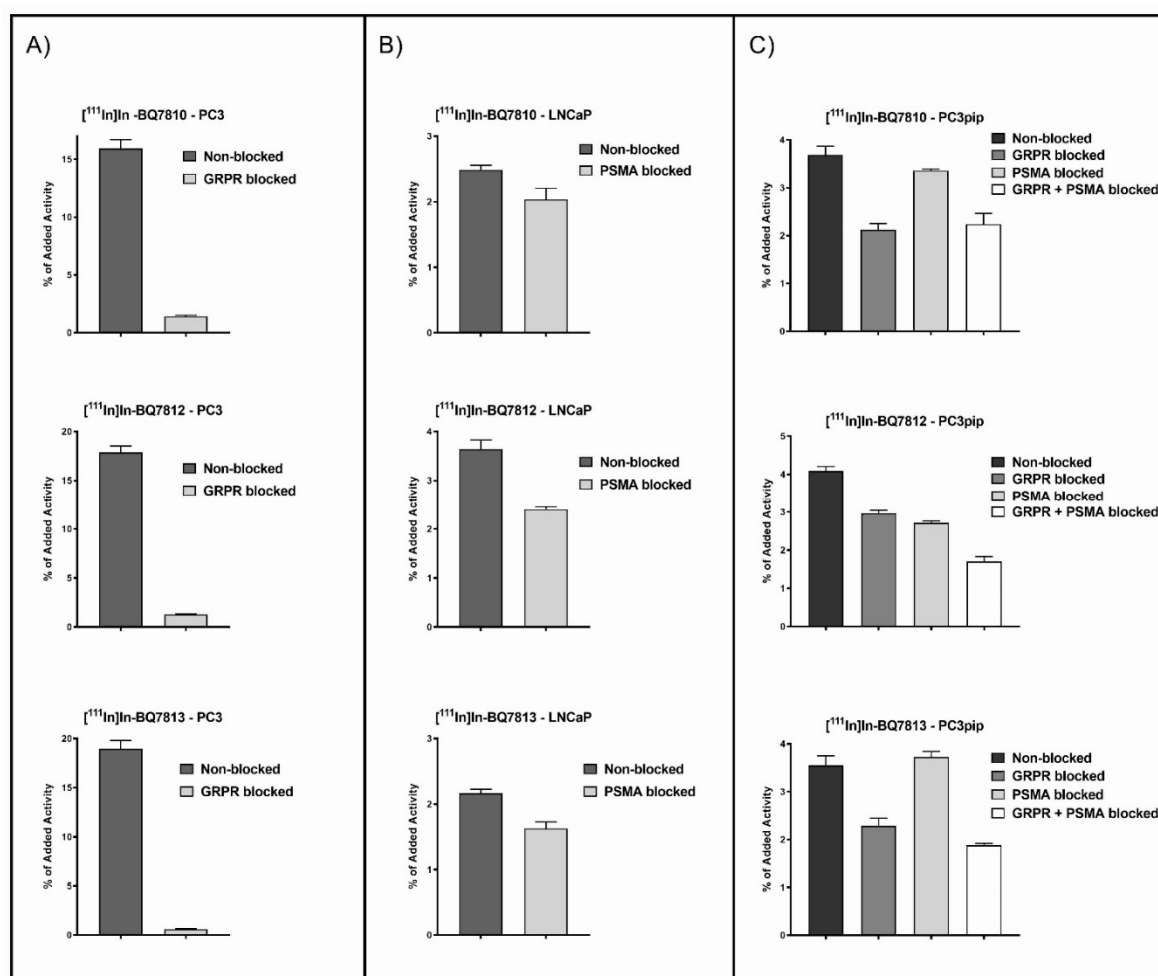 A)
[¹¹¹In]In -BQ7810 - PC3
% of Added Activity
15
10
5
0
Non-blocked
GRPR blocked
[¹¹¹In]In-BQ7812 - PC3
% of Added Activity
20
15
10
5
0
Non-blocked
GRPR blocked
[¹¹¹In]In-BQ7813 - PC3
% of Added Activity
20
15
10
5
0
Non-blocked
GRPR blocked
B)
[¹¹¹In]In-BQ7810 - LNCaP
% of Added Activity
3
2
1
0
Non-blocked
PSMA blocked
[¹¹¹In]In-BQ7812 - LNCaP
% of Added Activity
4
3
2
1
0
Non-blocked
PSMA blocked
[¹¹¹In]In-BQ7813 - LNCaP
% of Added Activity
3
2
1
0
Non-blocked
PSMA blocked
C)
[¹¹¹In]In-BQ7810 - PC3pip
% of Added Activity
4
3
2
1
0
Non-blocked
GRPR blocked
PSMA blocked
GRPR + PSMA blocked
[¹¹¹In]In-BQ7812 - PC3pip
% of Added Activity
5
4
3
2
1
0
Non-blocked
GRPR blocked
PSMA blocked
GRPR + PSMA blocked
[¹¹¹In]In-BQ7813 - PC3pip
% of Added Activity
4
3
2
1
0
Non-blocked
GRPR blocked
PSMA blocked
GRPR + PSMA blocked